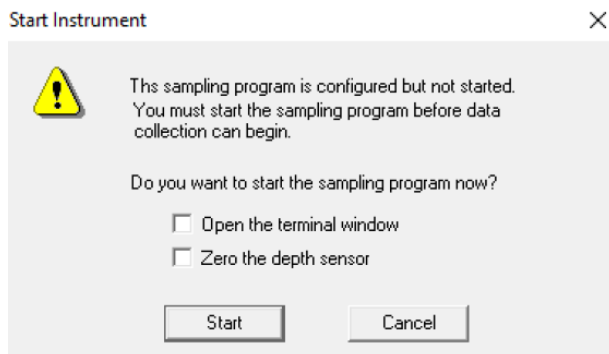 Start Instrument
Ths sampling program is configured but not started.
You must start the sampling program before data
collection can begin.
Do you want to start the sampling program now?
Open the terminal window
Zero the depth sensor
Start Cancel